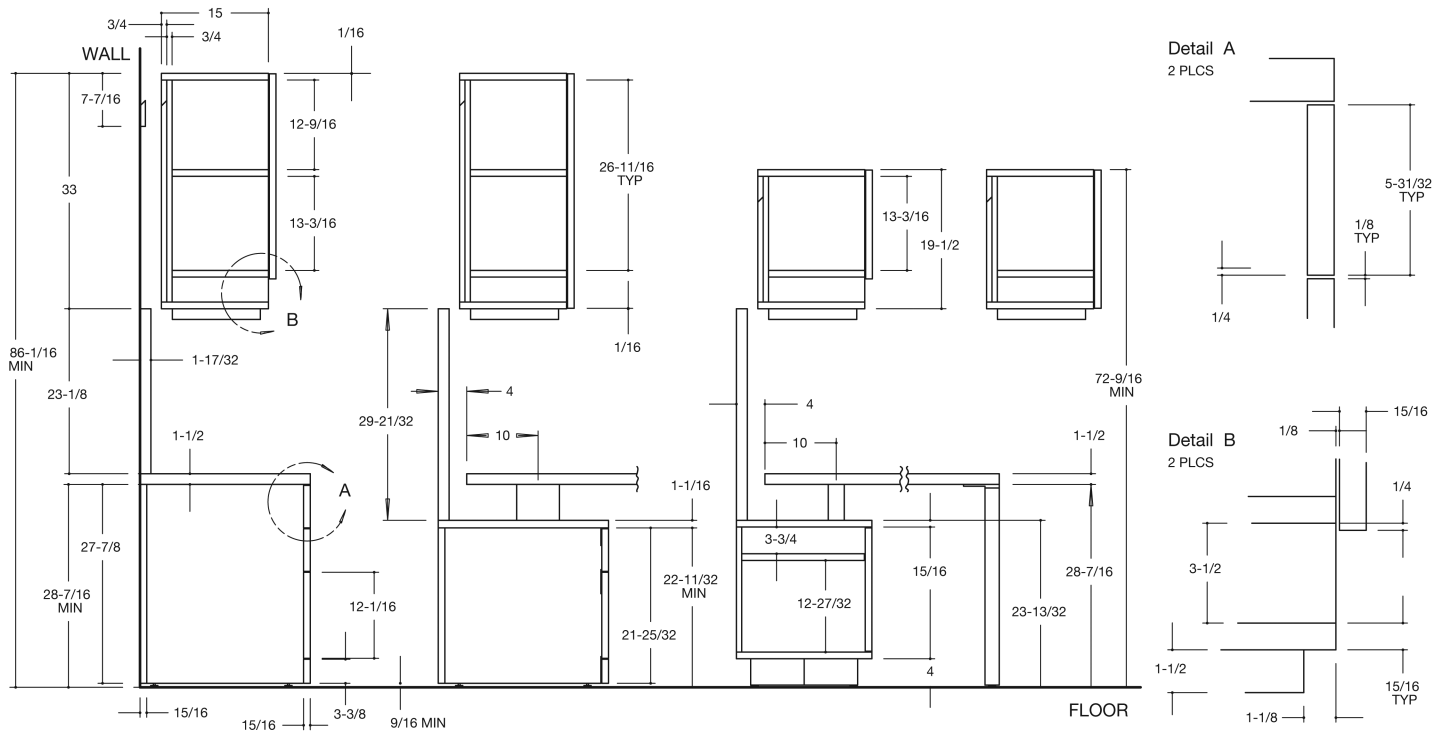 15
3/4
3/4
1/16
WALL
7-7/16
12-9/16
33
13-3/16
B
26-11/16
TYP
13-3/16
19-1/2
86-1/16
MIN
1-17/32
23-1/8
1/16
72-9/16
MIN
4
4
29-21/32
10
10
1-1/2
1-1/2
A
1-1/16
27-7/8
3-3/4
28-7/16
MIN
22-11/32
MIN
15/16
28-7/16
12-1/16
12-27/32
23-13/32
21-25/32
4
15/16
15/16
3-3/8
9/16 MIN
FLOOR
Detail A
2 PLCS
5-31/32
TYP
1/8
TYP
1/4
15/16
1/8
Detail B
2 PLCS
1/4
3-1/2
1-1/2
15/16
TYP
1-1/8